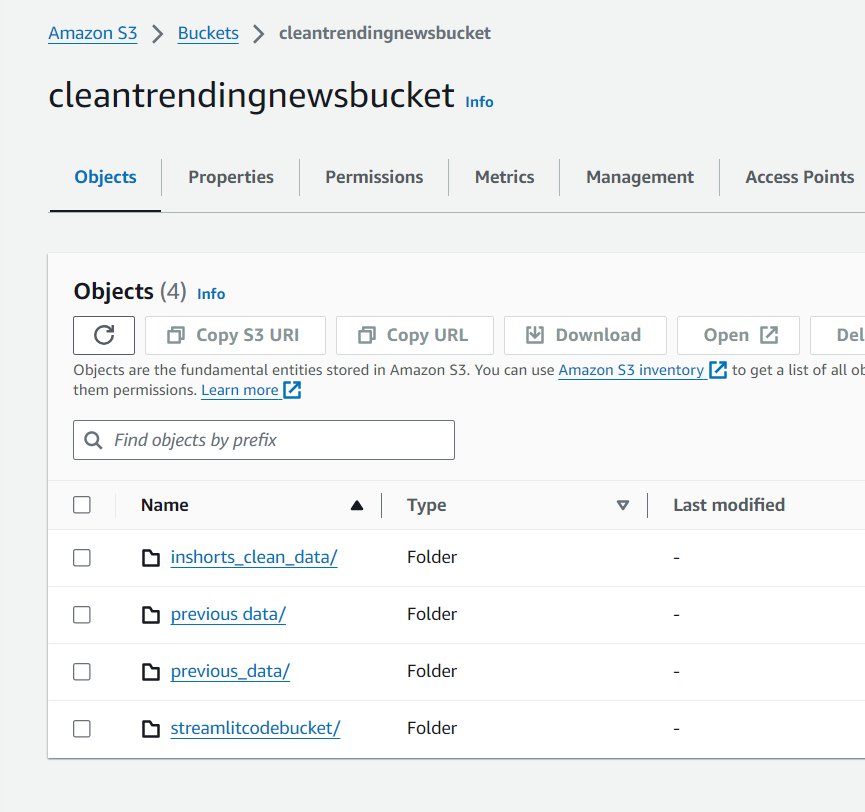 Amazon S3 > Buckets > cleantrendingnewsbucket
cleantrendingnewsbucket Info
Objects Properties Permissions Metrics Management Access Points
Objects (4) Info
Copy S3 URI Copy URL Download Open Del
Objects are the fundamental entities stored in Amazon S3. You can use Amazon S3 inventory to get a list of all ob
them permissions. Learn more
Find objects by prefix
Name Type Last modified
inshorts_clean_data/ Folder -
previous data/ Folder -
previous_data/ Folder -
streamlitcodebucket/ Folder -